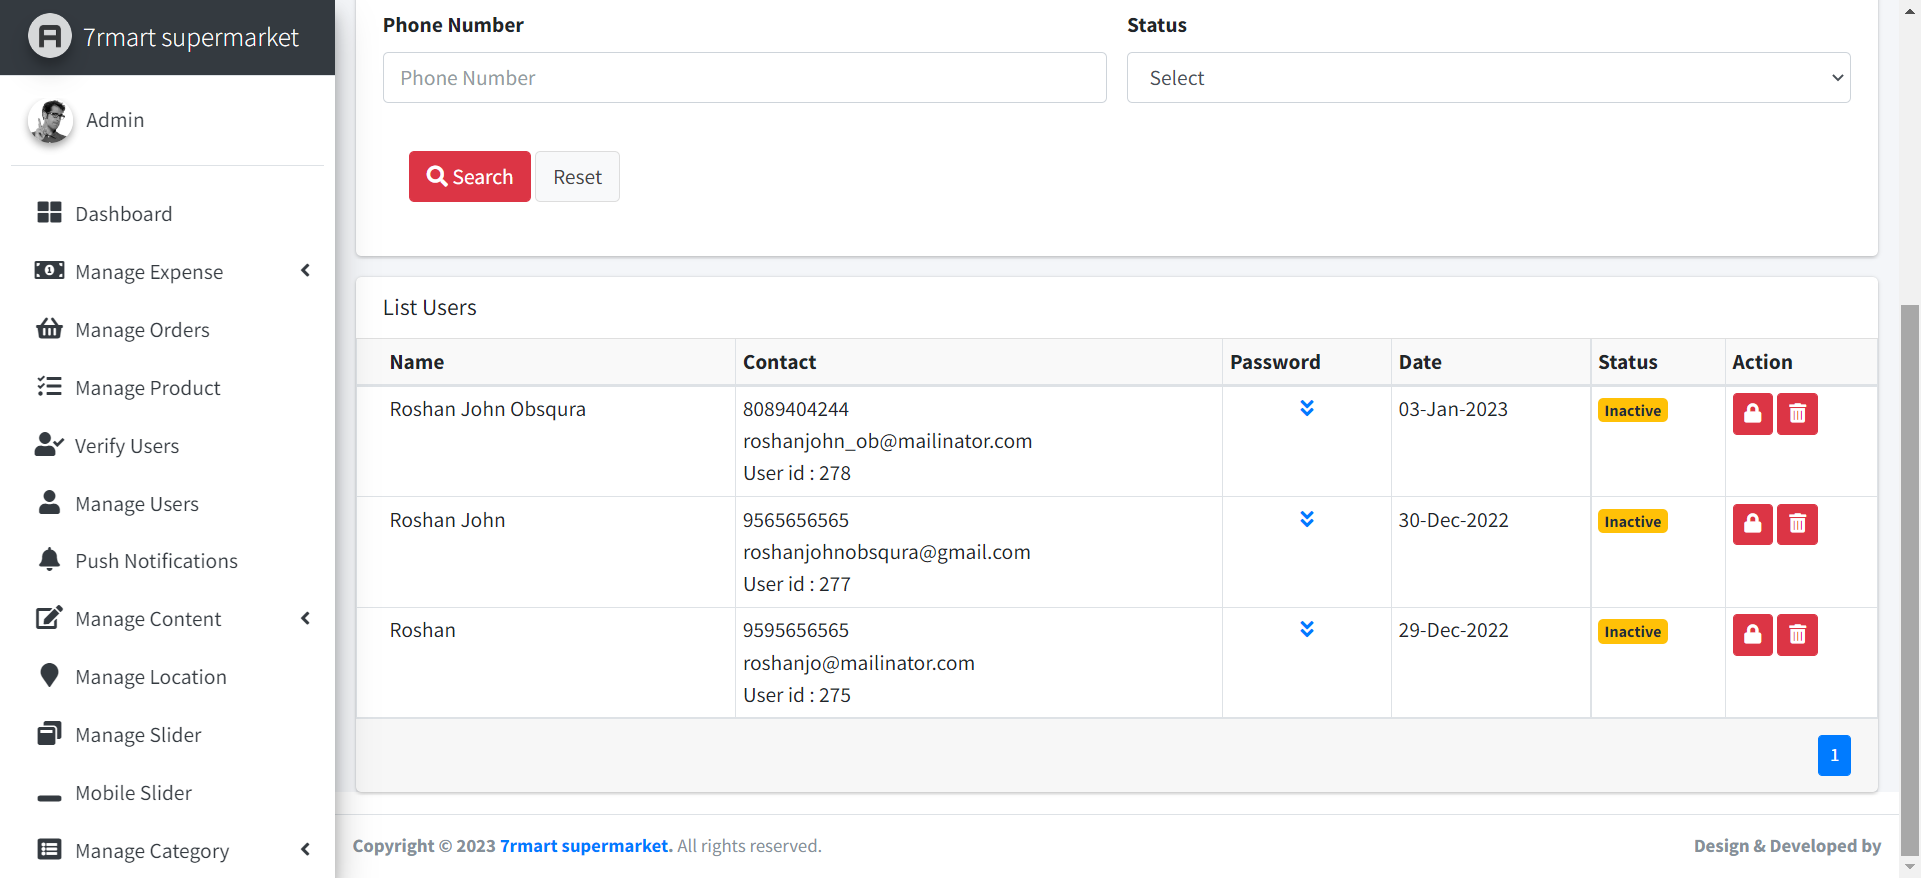 7rmart supermarket
Admin
Dashboard
Manage Expense
Manage Orders
Manage Product
Verify Users
Manage Users
Push Notifications
Manage Content
Manage Location
Manage Slider
Mobile Slider
Manage Category
Phone Number Status
Phone Number Select
Search Reset
List Users
Name Contact Password Date Status Action
Roshan John Obsqura 8089404244 03-Jan-2023 Inactive
roshanjohn_ob@mailinator.com
User id : 278
Roshan John 9565656565 30-Dec-2022 Inactive
roshanjohnobsqura@gmail.com
User id : 277
Roshan 9595656565 29-Dec-2022 Inactive
roshanjo@mailinator.com
User id : 275
1
Copyright © 2023 7rmart supermarket. All rights reserved. Design & Developed by